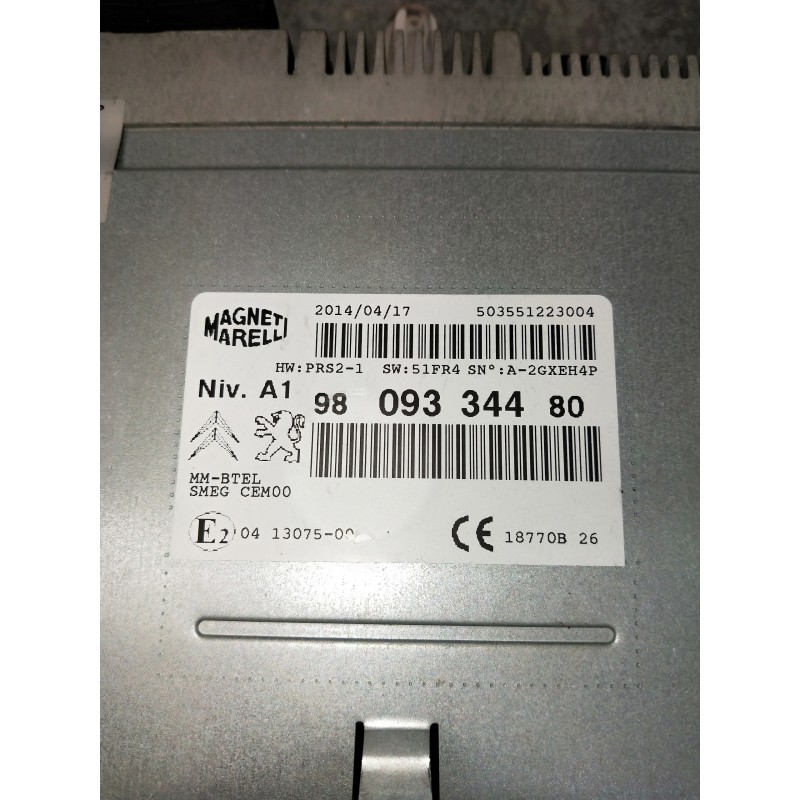 MAGNETI
MARELLI
2014/04/17 503551223004
HW:PRS2-1 SW:51FR4 SN°:A-2GXEH4P
Niv. A1
98 093 344 80
MM-BTEL
SMEG CEM00
E2 04 13075-0
CE 18770B 26